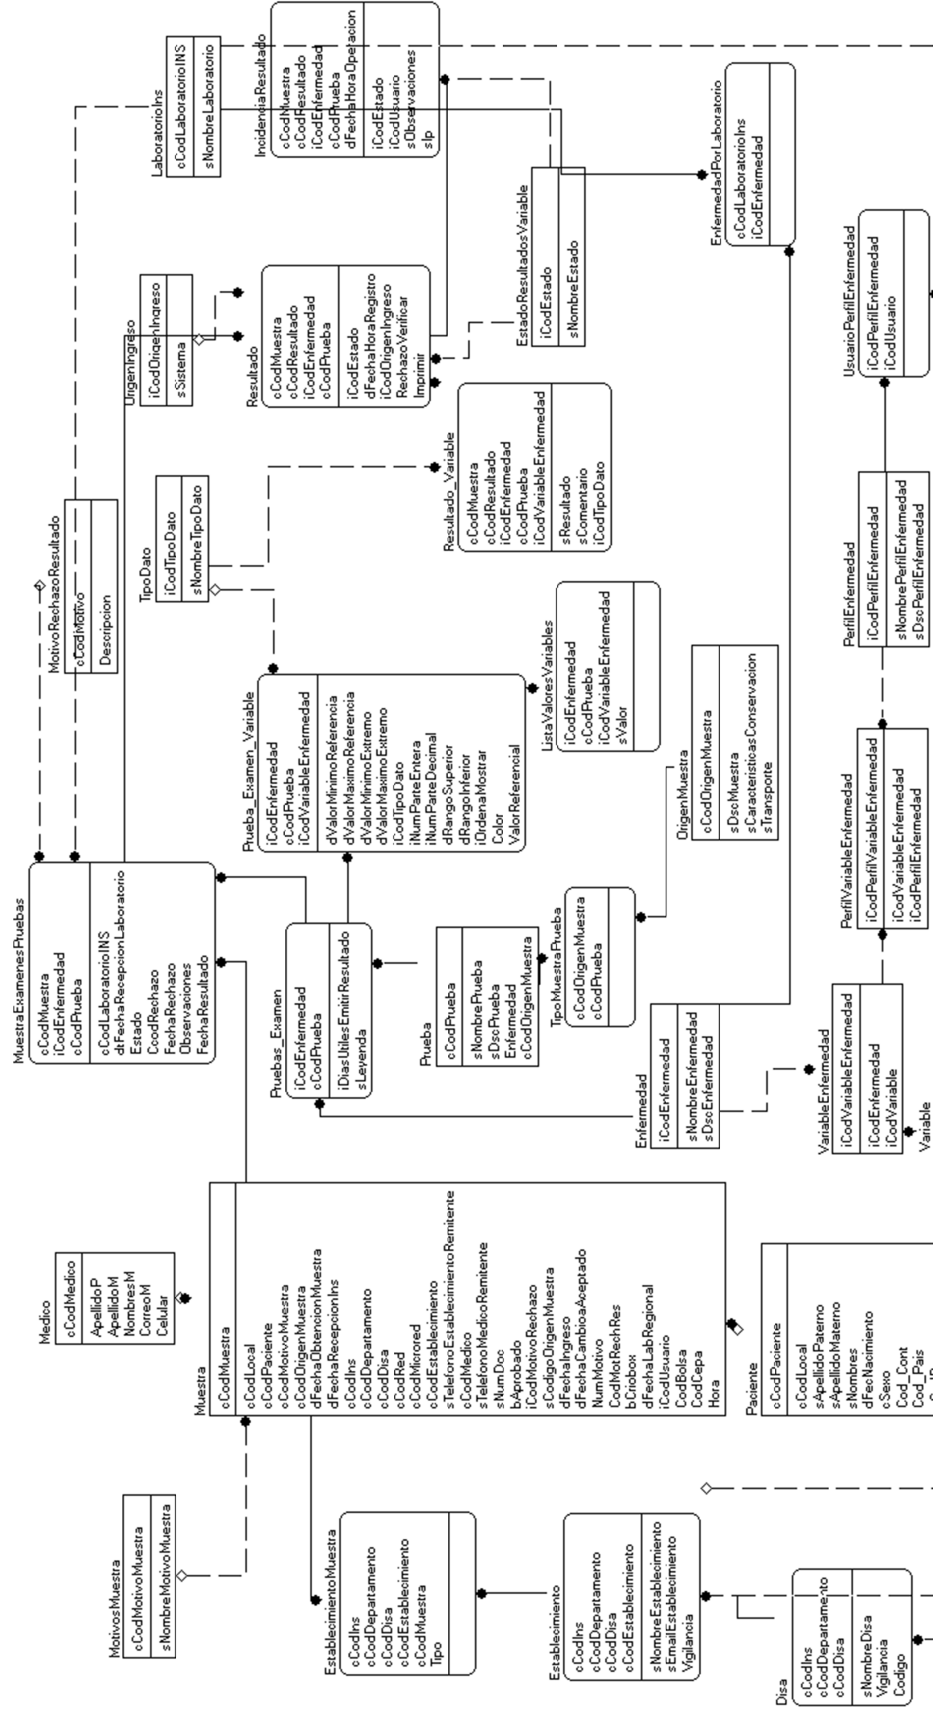 MotivosMuestra
cCodMotivoMuestra
sNombreMotivoMuestra
Medico
cCodMedico
ApellidoP
ApellidoM
NombresM
CorreoM
Celular
MuestraExamenesPruebas
cCodMuestra
iCodEnfermedad
cCodPrueba
cCodLaboratorioINS
dtFechaRecepcionLaboratorio
Estado
CodRechazo
FechaRechazo
Observaciones
FechaResultado
MotivoRechazoResultado
cCodMotivo
Descripcion
LaboratorioIns
cCodLaboratorioINS
sNombreLaboratorio
OrigenIngreso
iCodOrigenIngreso
sSistema
TipoDato
iCodTipoDato
sNombreTipoDato
IncidenciaResultado
cCodMuestra
cCodResultado
iCodEnfermedad
cCodPrueba
dFechaHoraOperacion
iCodEstado
iCodUsuario
sObservaciones
sIp
Resultado
cCodMuestra
cCodResultado
iCodEnfermedad
cCodPrueba
iCodEstado
dFechaHoraRegistro
iCodOrigenIngreso
RechazoVerificar
Imprimir
Muestra
cCodMuestra
cCodLocal
cCodPaciente
cCodMotivoMuestra
cCodOrigenMuestra
dFechaObtencionMuestra
dFechaRecepcionIns
cCodIns
cCodDepartamento
cCodDisa
cCodRed
cCodMicrored
cCodEstablecimiento
sTelefonoEstablecimientoRemitente
cCodMedico
sTelefonoMedicoRemitente
sNumDoc
bAprobado
iCodMotivoRechazo
sCodigoOrigenMuestra
dFechaIngreso
dFechaCambioaAceptado
NumMotivo
CodMotRechRes
bCriobox
dFechaLabRegional
iCodUsuario
CodBolsa
CodCepa
Hora
Pruebas_Examen
iCodEnfermedad
cCodPrueba
iDiasUtilesEmitirResultado
sLeyenda
Prueba_Examen_Variable
iCodEnfermedad
cCodPrueba
iCodVariableEnfermedad
dValorMinimoReferencia
dValorMaximoReferencia
dValorMinimoExtremo
dValorMaximoExtremo
iCodTipoDato
iNumParteEntera
iNumParteDecimal
dRangoSuperior
dRangoInferior
iOrdenaMostrar
Color
ValorReferencial
Resultado_Variable
cCodMuestra
cCodResultado
iCodEnfermedad
cCodPrueba
iCodVariableEnfermedad
sResultado
sComentario
iCodTipoDato
EstadoResultadosVariable
iCodEstado
sNombreEstado
EstablecimientoMuestra
cCodIns
cCodDepartamento
cCodDisa
cCodEstablecimiento
cCodMuestra
Tipo
Prueba
cCodPrueba
sNombrePrueba
sDscPrueba
Enfermedad
cCodOrigenMuestra
TipoMuestraPrueba
cCodOrigenMuestra
cCodPrueba
ListaValoresVariables
iCodEnfermedad
cCodPrueba
iCodVariableEnfermedad
sValor
OrigenMuestra
cCodOrigenMuestra
sDscMuestra
sCaracteristicasConservacion
sTransporte
EnfermedadPorLaboratorio
cCodLaboratorioIns
iCodEnfermedad
Establecimiento
cCodIns
cCodDepartamento
cCodDisa
cCodEstablecimiento
sNombreEstablecimiento
sEmailEstablecimiento
Vigilancia
Enfermedad
iCodEnfermedad
sNombreEnfermedad
sDscEnfermedad
Disa
cCodIns
cCodDepartamento
cCodDisa
sNombreDisa
Vigilancia
Codigo
Paciente
cCodPaciente
cCodLocal
sApellidoPaterno
sApellidoMaterno
sNombres
dFecNacimiento
cSexo
Cod_Cont
Cod_Pais
VariableEnfermedad
iCodVariableEnfermedad
iCodEnfermedad
iCodVariable
Variable
PerfilVariableEnfermedad
iCodPerfilVariableEnfermedad
iCodVariableEnfermedad
iCodPerfilEnfermedad
PerfilEnfermedad
iCodPerfilEnfermedad
sNombrePerfilEnfermedad
sDscPerfilEnfermedad
UsuarioPerfilEnfermedad
iCodPerfilEnfermedad
iCodUsuario